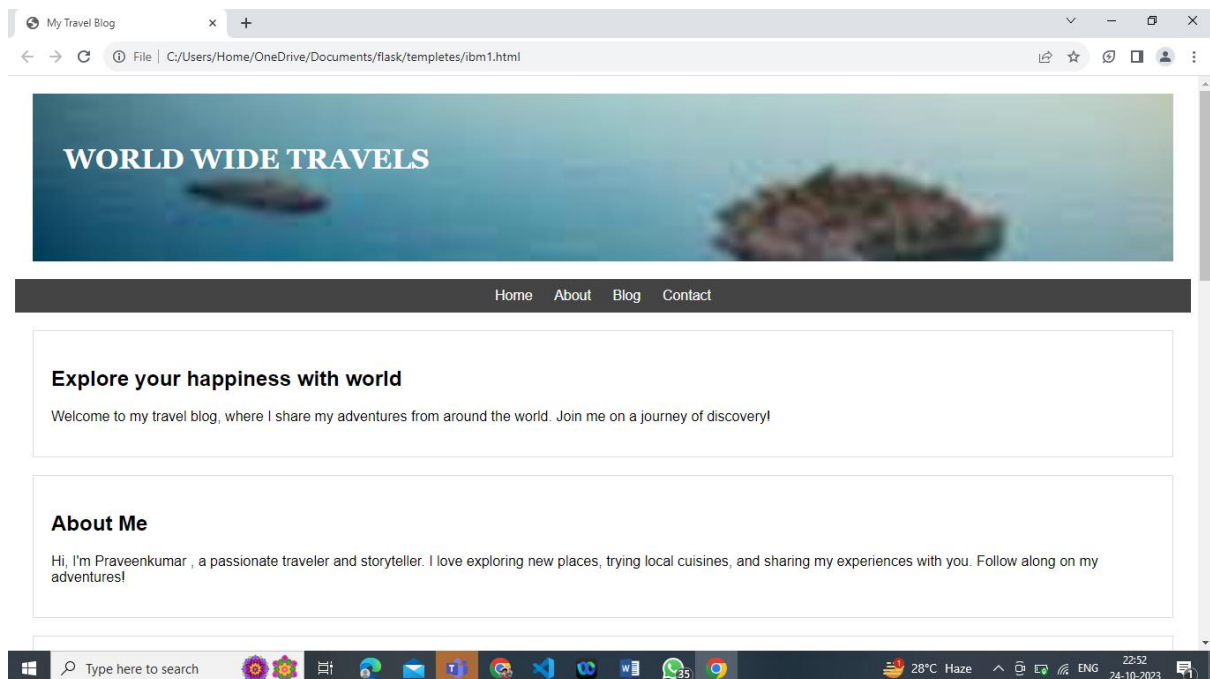 My Travel Blog
File | C:/Users/Home/OneDrive/Documents/flask/templetes/ibm1.html
WORLD WIDE TRAVELS
Home About Blog Contact
Explore your happiness with world
Welcome to my travel blog, where I share my adventures from around the world. Join me on a journey of discovery!
About Me
Hi, I'm Praveenkumar , a passionate traveler and storyteller. I love exploring new places, trying local cuisines, and sharing my experiences with you. Follow along on my
adventures!
Type here to search
35
28°C Haze
ENG
22:52
24-10-2023
1